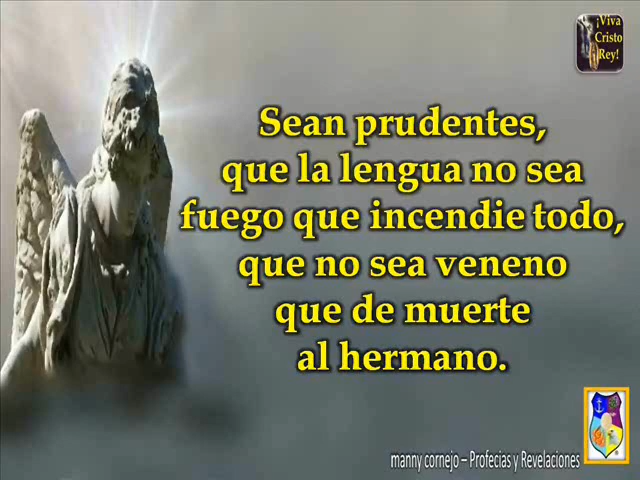 ¡Viva
Cristo
Rey!
Sean prudentes,
que la lengua no sea
fuego que incendie todo,
que no sea veneno
que de muerte
al hermano.
manny cornejo – Profecias y Revelaciones